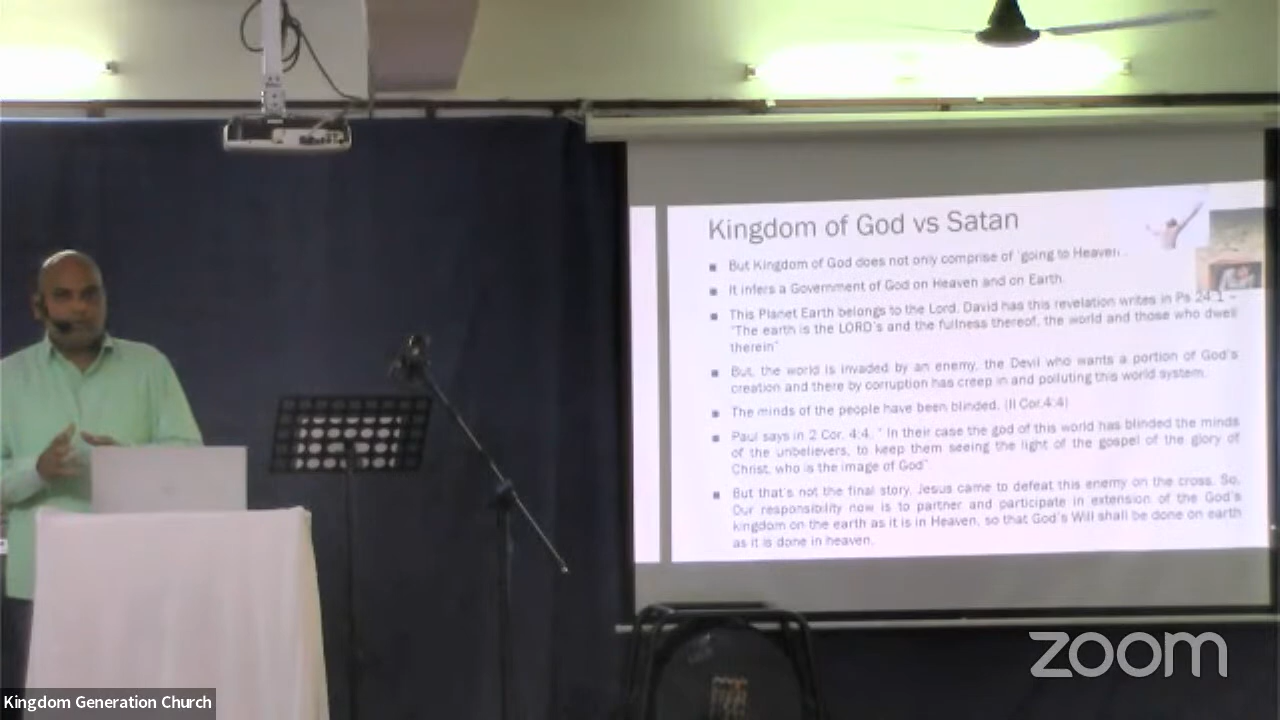 Kingdom of God vs Satan
But Kingdom of God does not only comprise of 'going to Heaven
It infers a Government of God on Heaven and on Earth.
This Planet Earth belongs to the Lord. David has this revelation writes in Ps 24:1 -
"The earth is the LORD's and the fullness thereof, the world and those who dwell
therein"
But, the world is invaded by an enemy, the Devil who wants a portion of God's
creation and there by corruption has creep in and polluting this world system.
The minds of the people have been blinded. (II Cor.4:4)
Paul says in 2 Cor. 4:4. " In their case the god of this world has blinded the minds
of the unbelievers, to keep them seeing the light of the gospel of the glory of
Christ, who is the image of God"
But that's not the final story, Jesus came to defeat this enemy on the cross. So,
Our responsibility now is to partner and participate in extension of the God's
kingdom on the earth as it is in Heaven, so that God's Will shall be done on earth
as it is done in heaven.
zoom
Kingdom Generation Church